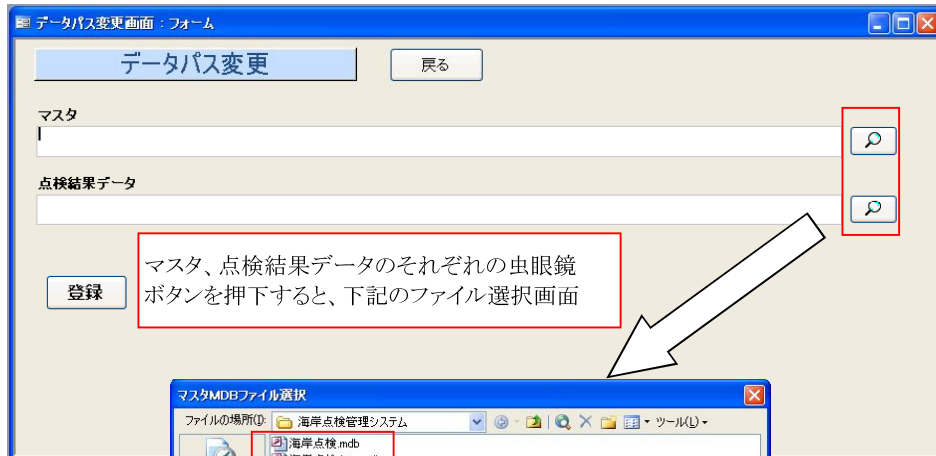 データパス変更画面 : フォーム
データパス変更
戻る
マスタ
点検結果データ
マスタ、点検結果データのそれぞれの虫眼鏡
ボタンを押下すると、下記のファイル選択画面
登録
マスタMDBファイル選択
ファイルの場所(I):
海岸点検管理システム
ツール(L)
海岸点検.mdb